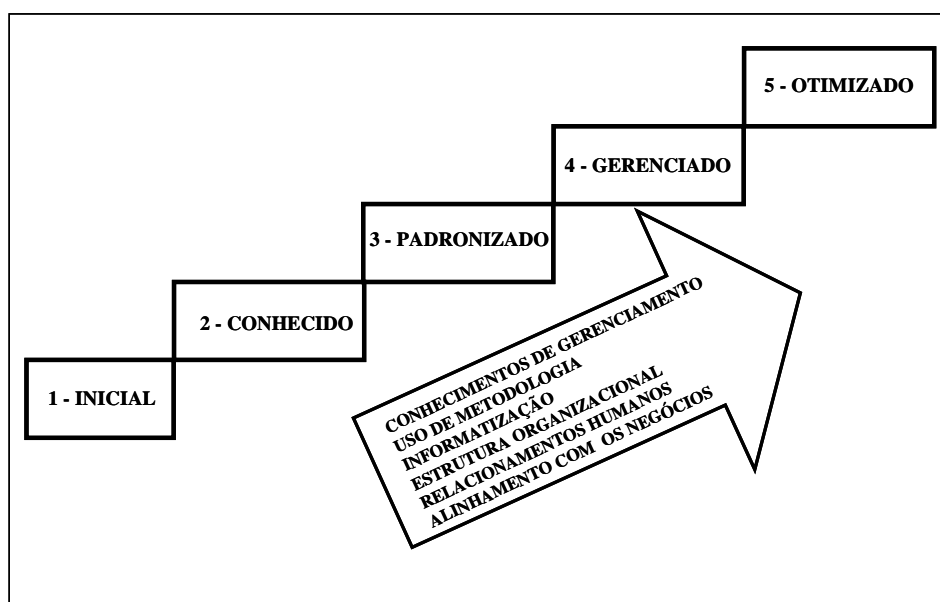 5 - OTIMIZADO
4 - GERENCIADO
3 - PADRONIZADO
2 - CONHECIDO
1 - INICIAL
CONHECIMENTOS DE GERENCIAMENTO
USO DE METODOLOGIA
INFORMATIZAÇÃO
ESTRUTURA ORGANIZACIONAL
RELACIONAMENTOS HUMANOS
ALINHAMENTO COM OS NEGÓCIOS